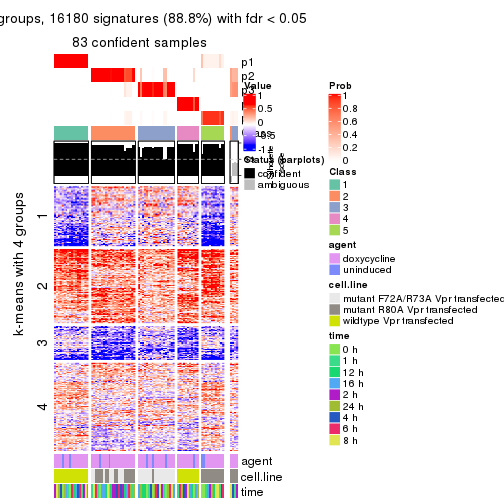 groups, 16180 signatures (88.8%) with fdr < 0.05
83 confident samples
p1
p2
Value
1
0.5
0
-1
Status (barplots)
confident
ambiguous
Prob
1
0.8
0.6
0.4
0.2
0
Class
1
2
3
4
5
agent
doxycycline
uninduced
cell.line
mutant F72A/R73A Vpr transfected
mutant R80A Vpr transfected
wildtype Vpr transfected
time
0 h
1 h
12 h
16 h
2 h
24 h
4 h
6 h
8 h
k-means with 4 groups
1
2
3
4
agent
cell.line
time